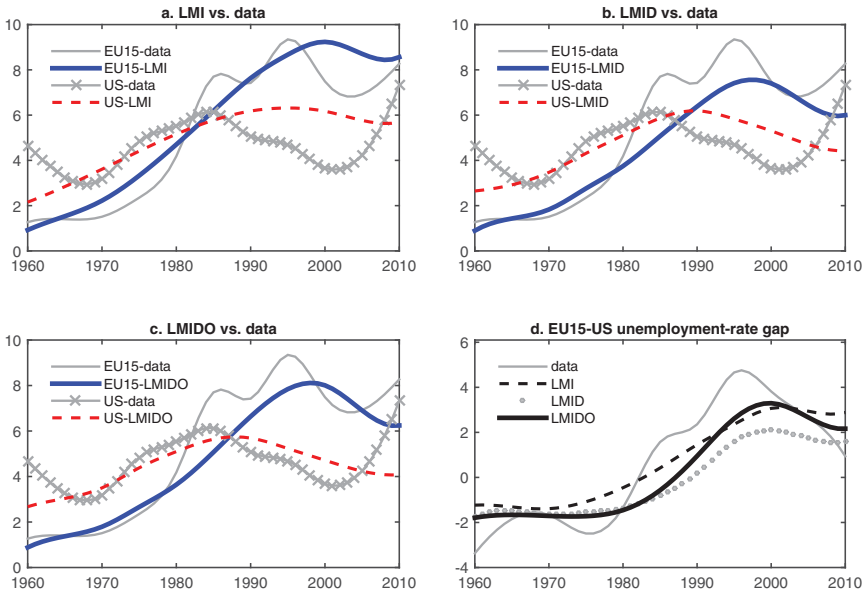 a. LMI vs. data
10
8
6
4
2
0
EU15-data
EU15-LMI
US-data
US-LMI
1960 1970 1980 1990 2000 2010
b. LMID vs. data
10
8
6
4
2
0
EU15-data
EU15-LMID
US-data
US-LMID
1960 1970 1980 1990 2000 2010
c. LMIDO vs. data
10
8
6
4
2
0
EU15-data
EU15-LMIDO
US-data
US-LMIDO
1960 1970 1980 1990 2000 2010
d. EU15-US unemployment-rate gap
6
4
2
0
-2
-4
data
LMI
LMID
LMIDO
1960 1970 1980 1990 2000 2010